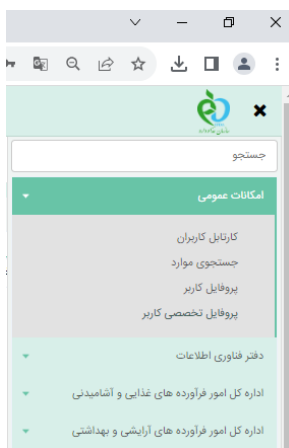 جستجو
امکانات عمومی
کارتابل کاربران
جستجوی موارد
پروفایل کاربر
پروفایل تخصصی کاربر
دفتر فناوری اطلاعات
اداره کل امور فرآورده های غذایی و آشامیدنی
اداره کل امور فرآورده های آرایشی و بهداشتی